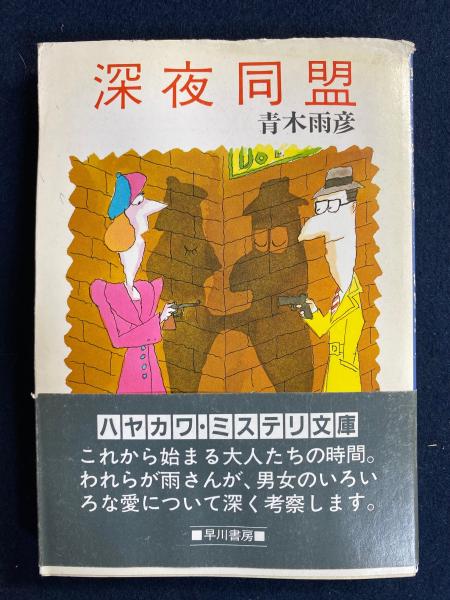 深夜同盟
青木雨彦
ハヤカワ・ミステリ文庫
これから始まる大人たちの時間。
われらが雨さんが、男女のいろい
ろな愛について深く考察します。
■早川書房■